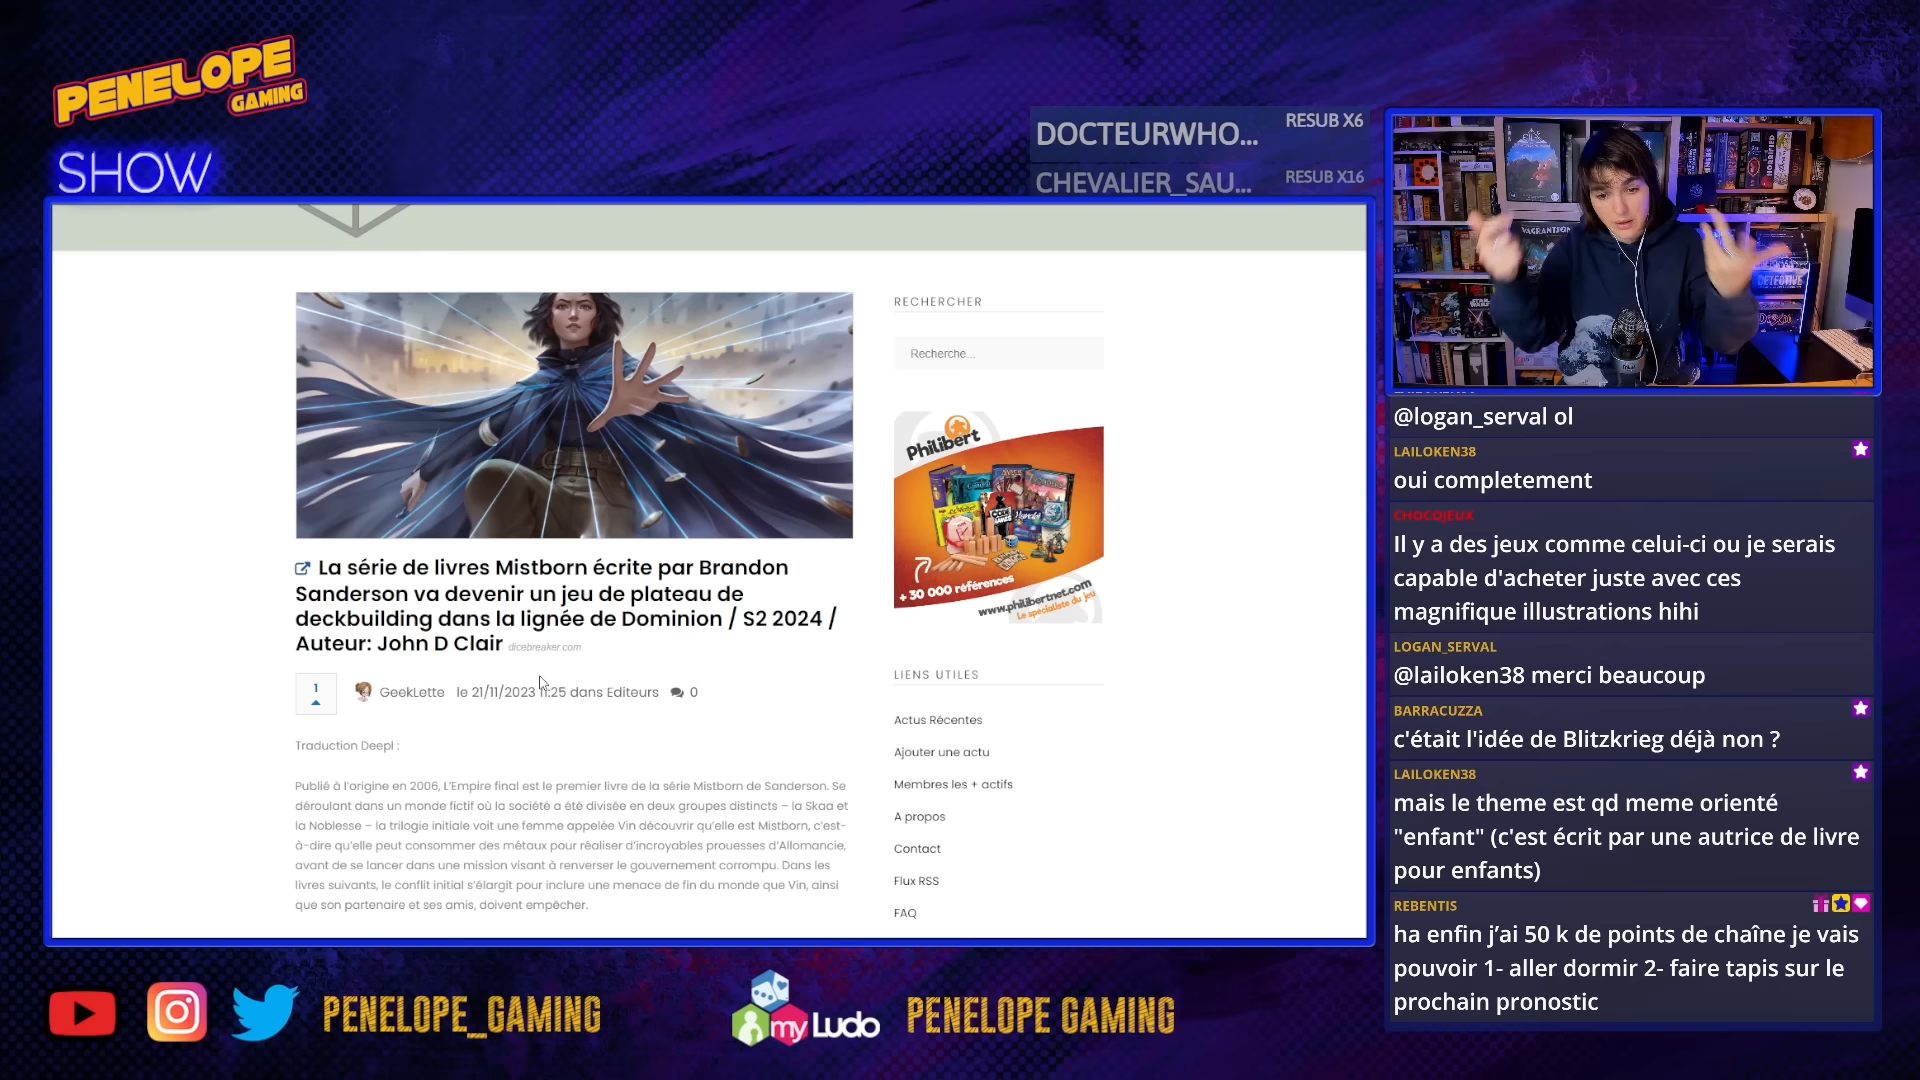 PENELOPE
GAMING
SHOW
DOCTEURWHO... RESUB X6
CHEVALIER_SAU... RESUB X16
RECHERCHER
Recherche...
Philibert
+ 30 000 références
www.philibertnet.com
Le spécialiste du jeu
La série de livres Mistborn écrite par Brandon
Sanderson va devenir un jeu de plateau de
deckbuilding dans la lignée de Dominion / S2 2024 /
Auteur: John D Clair dicebreaker.com
1
GeekLette le 21/11/2023 11:25 dans Editeurs 0
Traduction Deepl :
Publié à l'origine en 2006, L'Empire final est le premier livre de la série Mistborn de Sanderson. Se
déroulant dans un monde fictif où la société a été divisée en deux groupes distincts – la Skaa et
la Noblesse – la trilogie initiale voit une femme appelée Vin découvrir qu'elle est Mistborn, c'est-
à-dire qu'elle peut consommer des métaux pour réaliser d'incroyables prouesses d'Allomancie,
avant de se lancer dans une mission visant à renverser le gouvernement corrompu. Dans les
livres suivants, le conflit initial s'élargit pour inclure une menace de fin du monde que Vin, ainsi
que son partenaire et ses amis, doivent empêcher.
LIENS UTILES
Actus Récentes
Ajouter une actu
Membres les + actifs
A propos
Contact
Flux RSS
FAQ
VAGRANTSONG
DETECTIVE
STAR WARS
@logan_serval ol
LAILOKEN38
oui completement
CHOCOJEUX
Il y a des jeux comme celui-ci ou je serais
capable d'acheter juste avec ces
magnifique illustrations hihi
LOGAN_SERVAL
@lailoken38 merci beaucoup
BARRACUZZA
c'était l'idée de Blitzkrieg déjà non ?
LAILOKEN38
mais le theme est qd meme orienté
"enfant" (c'est écrit par une autrice de livre
pour enfants)
REBENTIS
ha enfin j'ai 50 k de points de chaîne je vais
pouvoir 1- aller dormir 2- faire tapis sur le
prochain pronostic
PENELOPE_GAMING
my Ludo
PENELOPE GAMING